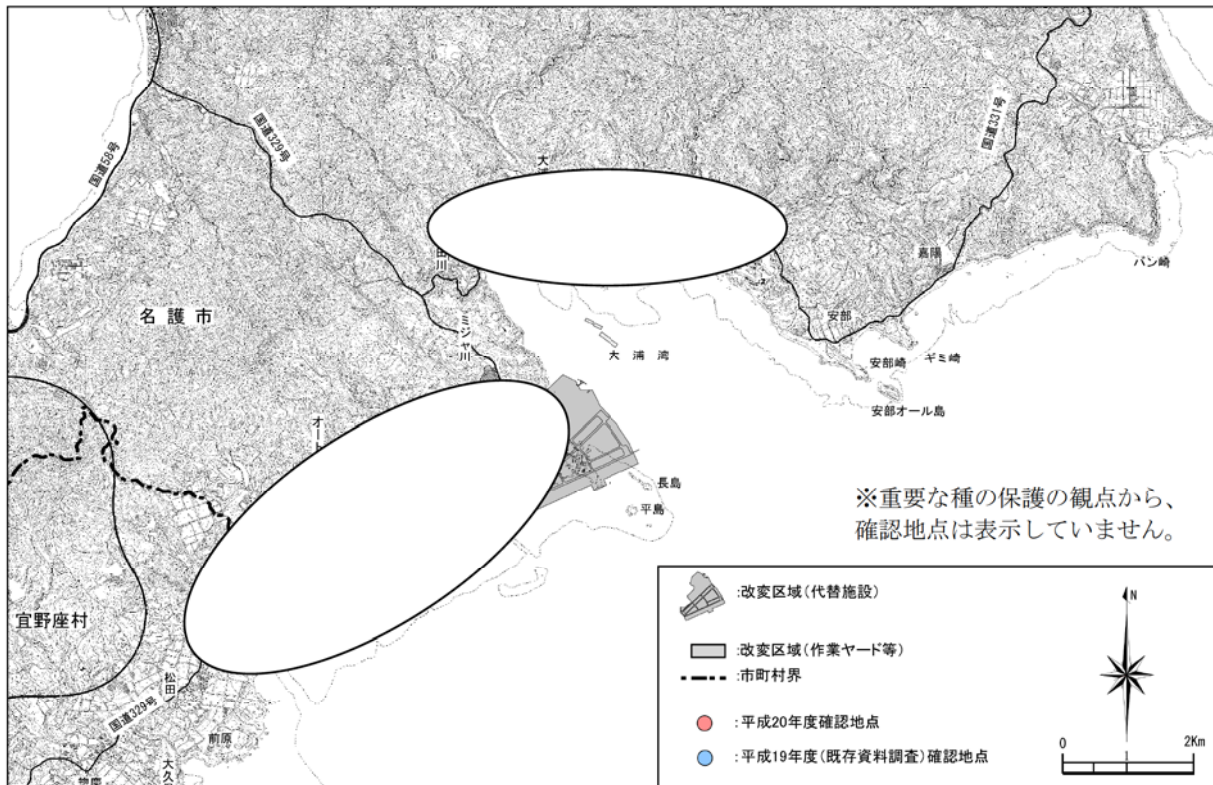 国道58号
国道329号
国道331号
大
田川
ミジャ川
名護市
大浦湾
嘉陽
バン崎
安部
安部崎
ギミ崎
安部オール島
長島
平島
オー
宜野座村
松田
国道329号
前原
大久
※重要な種の保護の観点から、
確認地点は表示していません。
:改変区域(代替施設)
:改変区域(作業ヤード等)
:市町村界
:平成20年度確認地点
:平成19年度(既存資料調査)確認地点
N
0 2Km